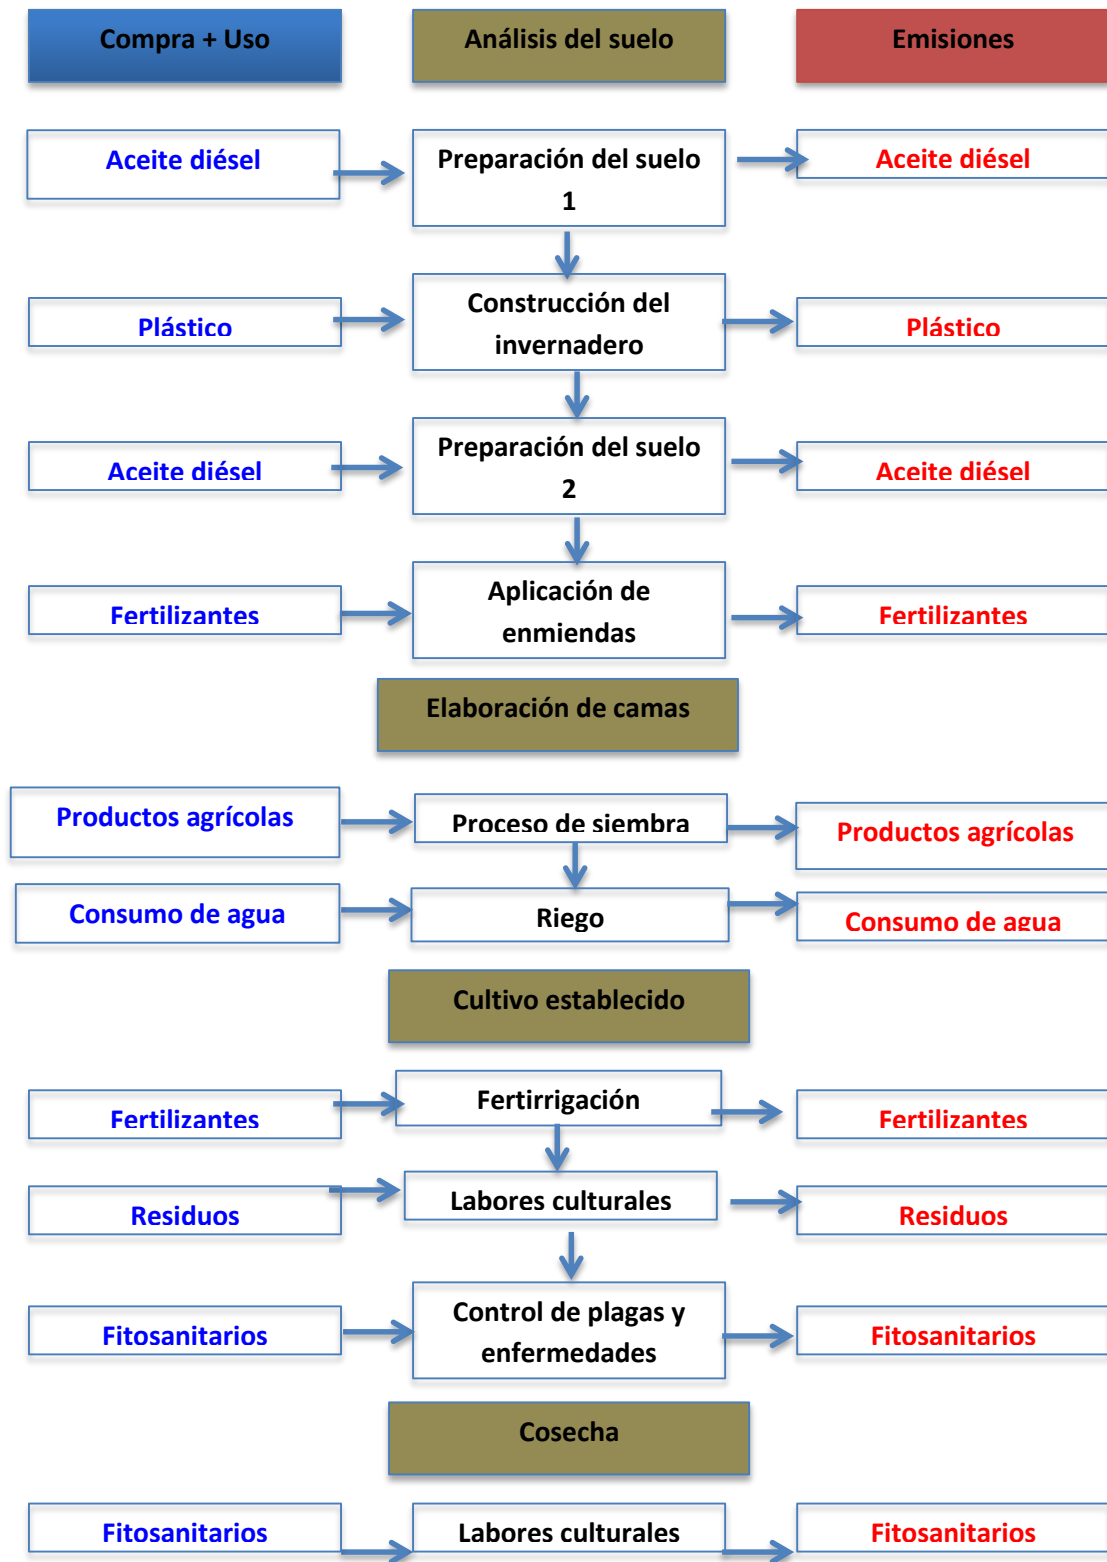 Compra + Uso
Análisis del suelo
Emisiones
Aceite diésel
Preparación del suelo
1
Aceite diésel
Plástico
Construcción del
invernadero
Plástico
Aceite diésel
Preparación del suelo
2
Aceite diésel
Fertilizantes
Aplicación de
enmiendas
Fertilizantes
Elaboración de camas
Productos agrícolas
Proceso de siembra
Productos agrícolas
Consumo de agua
Riego
Consumo de agua
Cultivo establecido
Fertilizantes
Fertirrigación
Fertilizantes
Residuos
Labores culturales
Residuos
Fitosanitarios
Control de plagas y
enfermedades
Fitosanitarios
Cosecha
Fitosanitarios
Labores culturales
Fitosanitarios